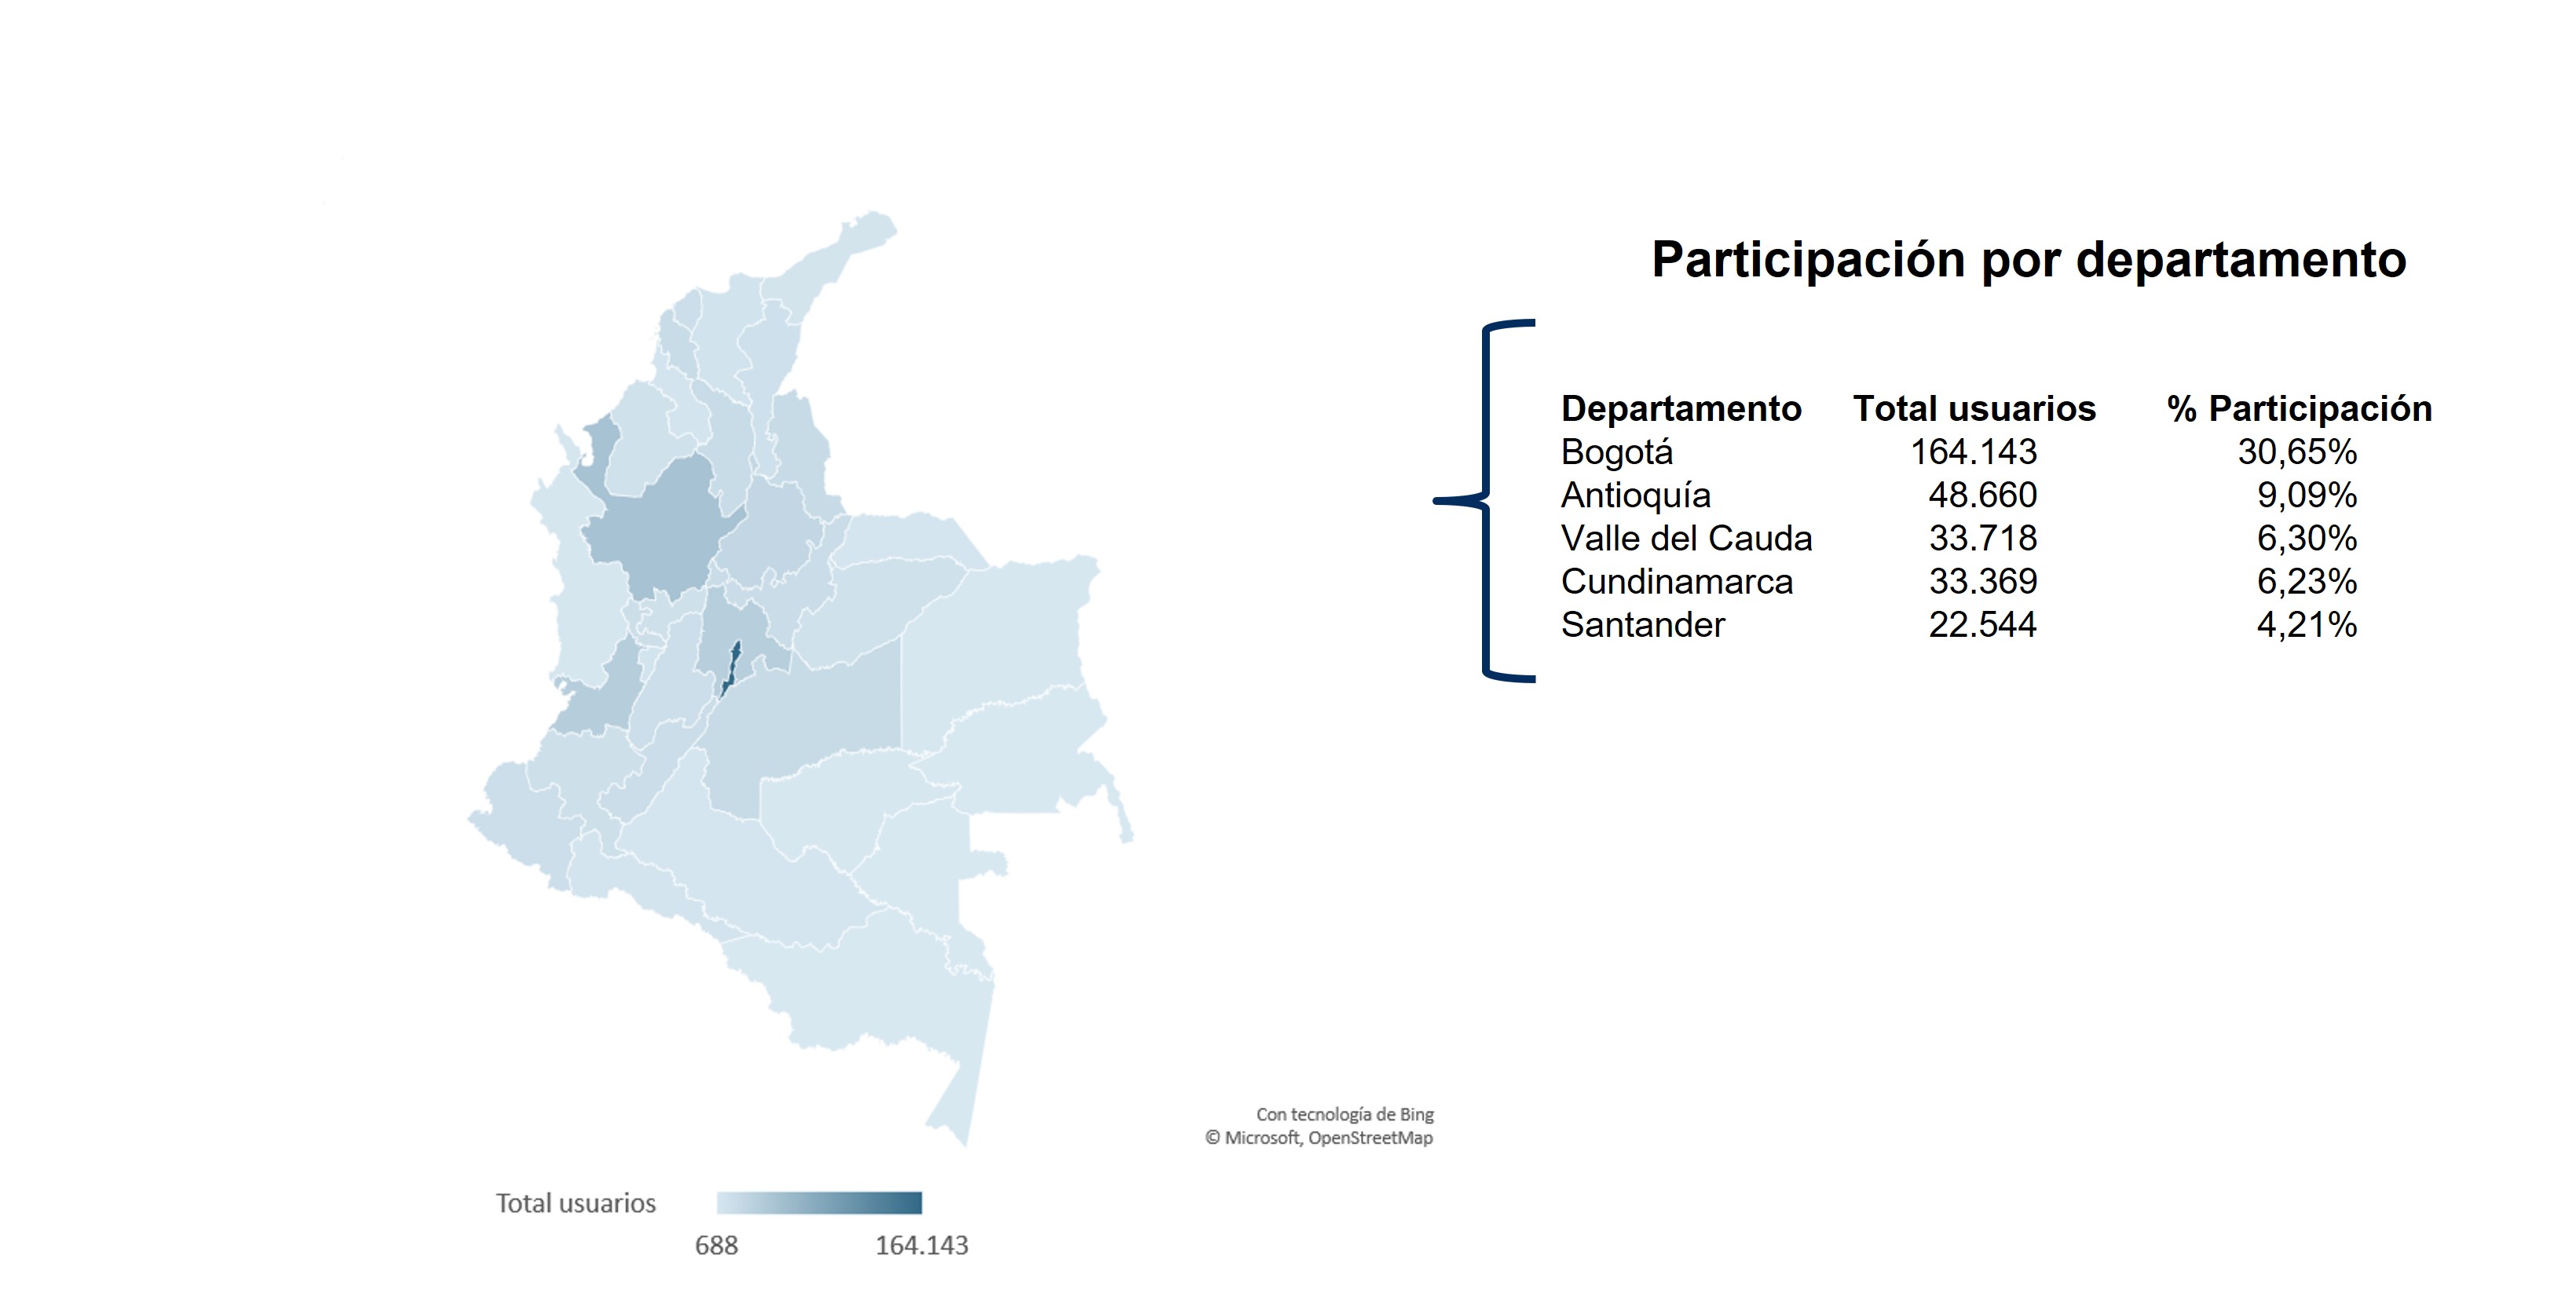 Participación por departamento
Departamento Total usuarios % Participación
Bogotá 164.143 30,65%
Antioquía 48.660 9,09%
Valle del Cauda 33.718 6,30%
Cundinamarca 33.369 6,23%
Santander 22.544 4,21%
Con tecnología de Bing
© Microsoft, OpenStreetMap
Total usuarios
688 164.143